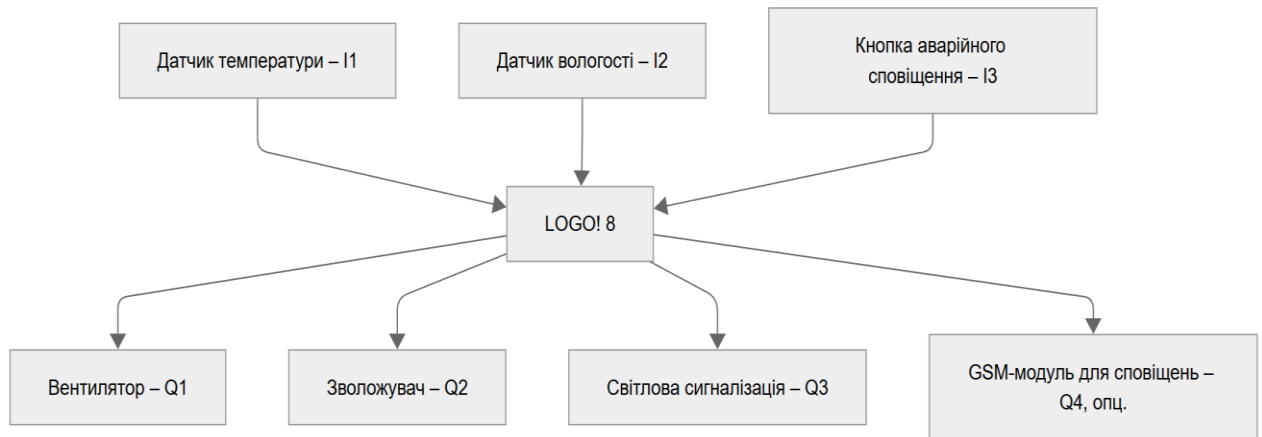 Датчик температури – I1
Датчик вологості – I2
Кнопка аварійного
сповіщення – I3
LOGO! 8
Вентилятор – Q1
Зволожувач – Q2
Світлова сигналізація – Q3
GSM-модуль для сповіщень –
Q4, опц.